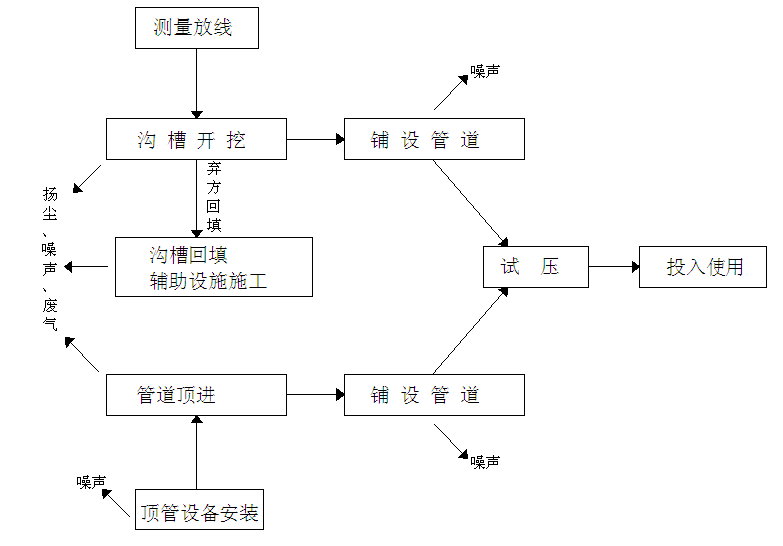 测量放线
噪声
沟槽开挖
铺设管道
弃方回填
扬尘、噪声、废气
沟槽回填
辅助设施施工
试压
投入使用
管道顶进
铺设管道
噪声
噪声
顶管设备安装